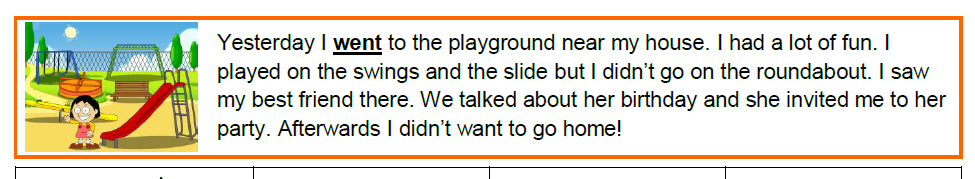 Yesterday I went to the playground near my house. I had a lot of fun. I
played on the swings and the slide but I didn’t go on the roundabout. I saw
my best friend there. We talked about her birthday and she invited me to her
party. Afterwards I didn’t want to go home!